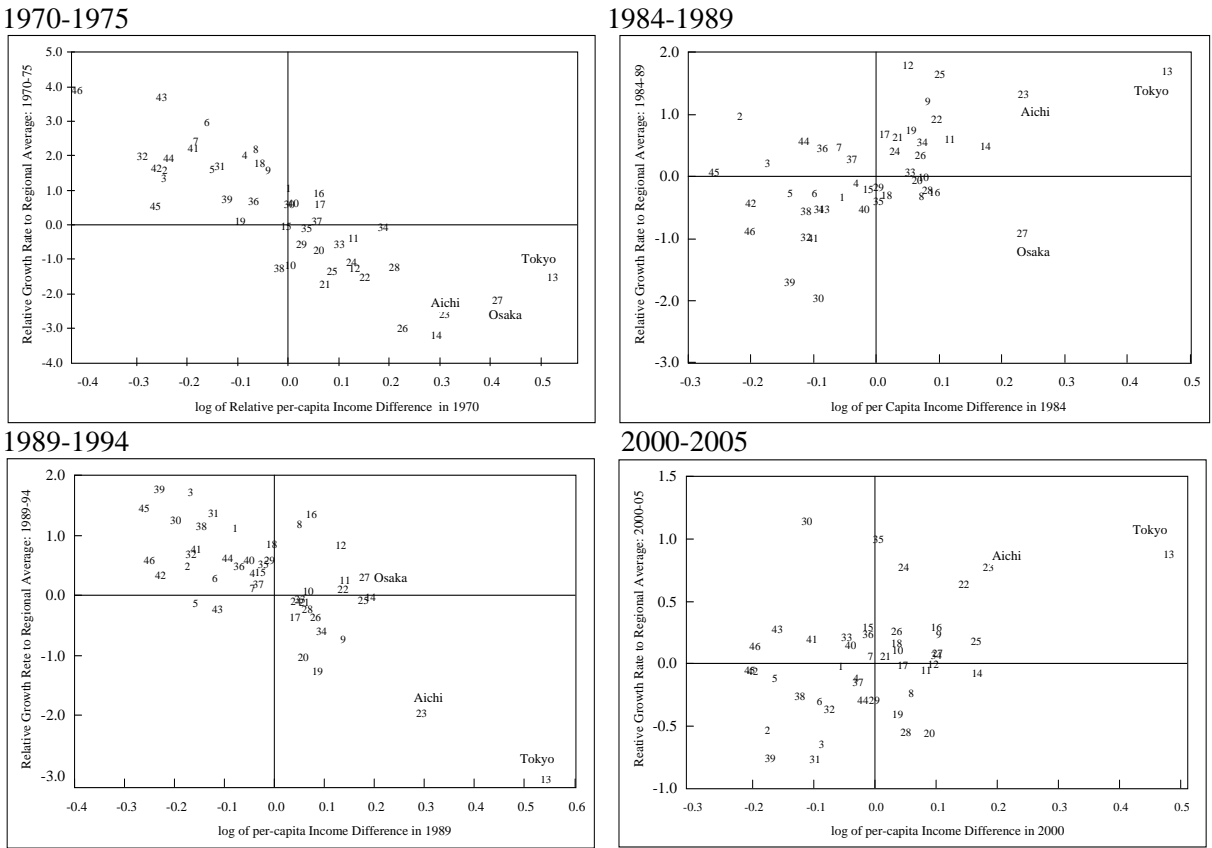 1970-1975
Relative Growth Rate to Regional Average: 1970-75
5.0
4.0
3.0
2.0
1.0
0.0
-1.0
-2.0
-3.0
-4.0
46 43
6
7
41 8
32 44 4 18
42 2 5 31 9
3
1
45 39 36 40 17 9
19 15 35 37 34
29 20 33 11
38 10 25 21 12 28
21 22 13
Tokyo
Aichi
27
23 Osaka
26
14
-0.4 -0.3 -0.2 -0.1 0.0 0.1 0.2 0.3 0.4 0.5
log of Relative per-capita Income Difference in 1970
1984-1989
Relative Growth Rate to Regional Average: 1984-89
2.0
1.0
0.0
-1.0
-2.0
-3.0
12 25 13
Tokyo
9 23
Aichi
2 22
44 36 7 17 21 19 34 11 14
3 37 24 26
45 33
4 15 29 16
5 6 1 18 28 8
42 38 43 40 35
46 32 41 27
Osaka
39
30
-0.3 -0.2 -0.1 0.0 0.1 0.2 0.3 0.4 0.5
log of per Capita Income Difference in 1984
1989-1994
Relative Growth Rete to Regional Average: 1989-94
2.0
1.0
0.0
-1.0
-2.0
-3.0
39 3
45 31 16
30 38 1 8
41 18 12
46 32 44 40 29
2 36 35
42 6 4 15 11 27 Osaka
7 37 10 22
5 43 21 25
17 28 26
34 9
20
19
Aichi
23
Tokyo
13
-0.4 -0.3 -0.2 -0.1 0.0 0.1 0.2 0.3 0.4 0.5 0.6
log of per-capita Income Difference in 1989
2000-2005
Reative Growth Rate to Regional Average: 2000-05
1.5
1.0
0.5
0.0
-0.5
-1.0
30
35 Tokyo
24 Aichi 13
23
22
43 15 26 16
46 41 33 36 18 9 25
40 10
7 21 27
42 1 17 12
5 4 37 11 14
38 6 32 44 29 8
19
2 3 28 20
39 31
-0.3 -0.2 -0.1 0.0 0.1 0.2 0.3 0.4 0.5
log of per-capita Income Difference in 2000